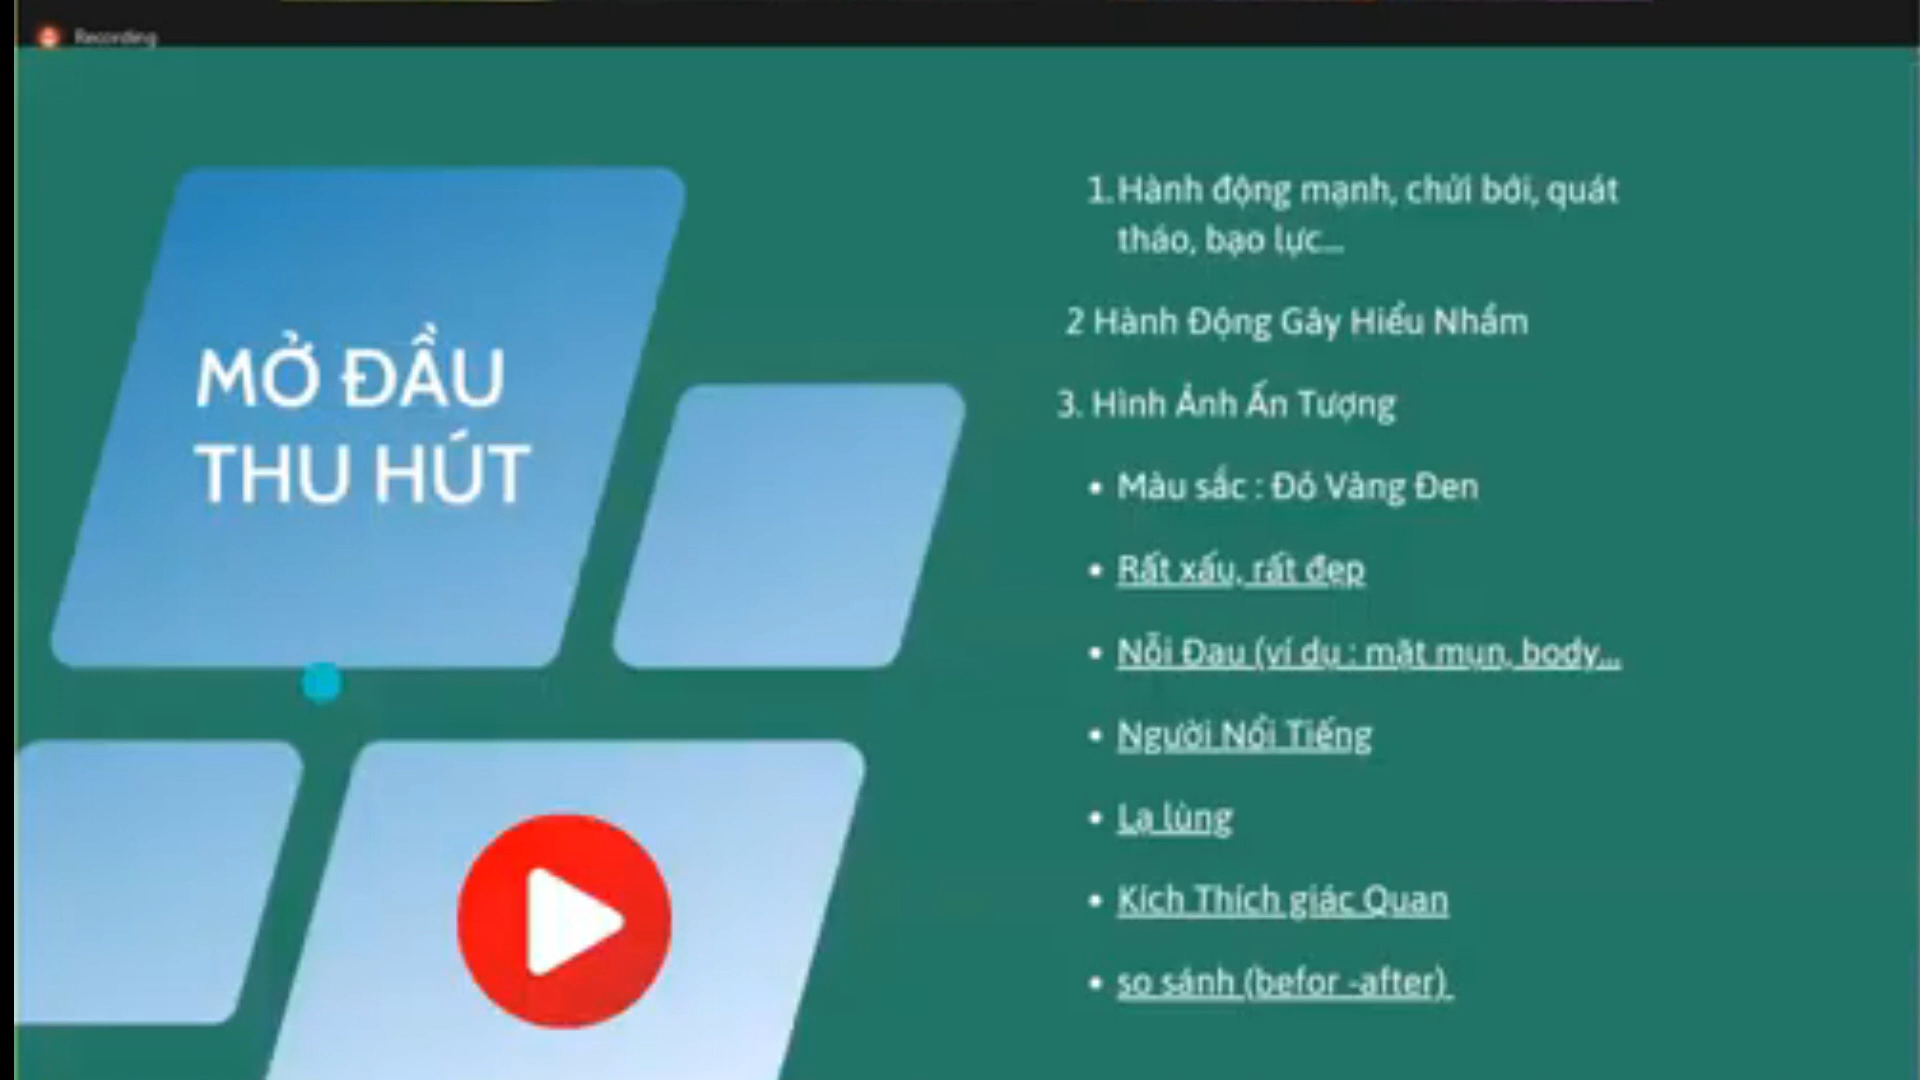 Recording
MỞ ĐẦU
THU HÚT
1. Hành động mạnh, chửi bới, quát
tháo, bạo lực...
2 Hành Động Gây Hiểu Nhầm
3. Hình Ảnh Ấn Tượng
• Màu sắc : Đỏ Vàng Đen
• Rất xấu, rất đẹp
• Nỗi Đau (ví dụ : mặt mụn, body...
• Người Nổi Tiếng
• Lạ lùng
• Kích Thích giác Quan
• so sánh (befor -after)